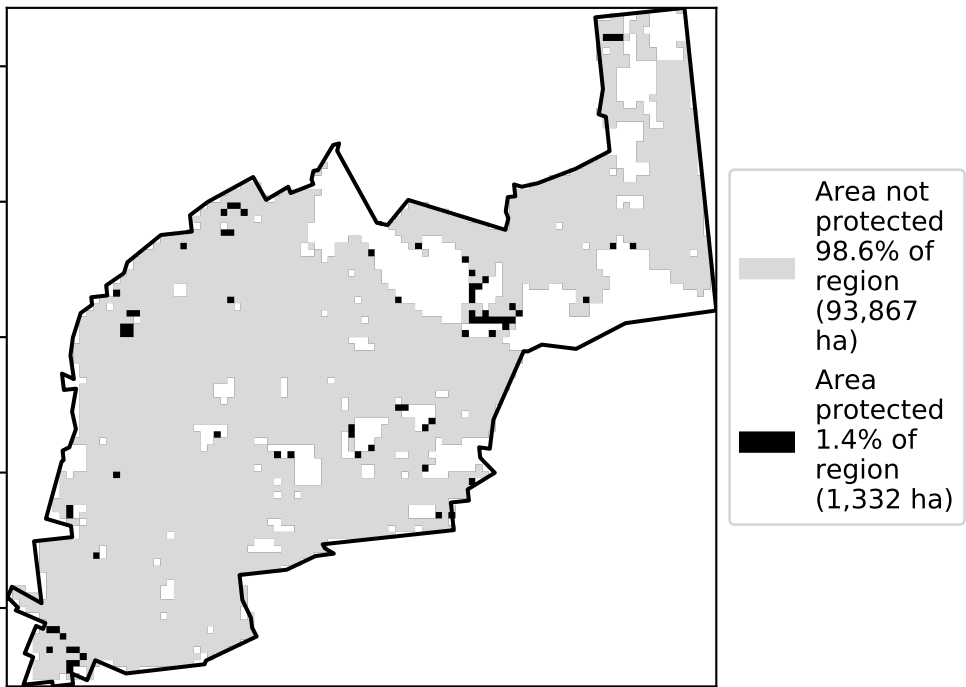 Area not
protected
98.6% of
region
(93,867
ha)
Area
protected
1.4% of
region
(1,332 ha)